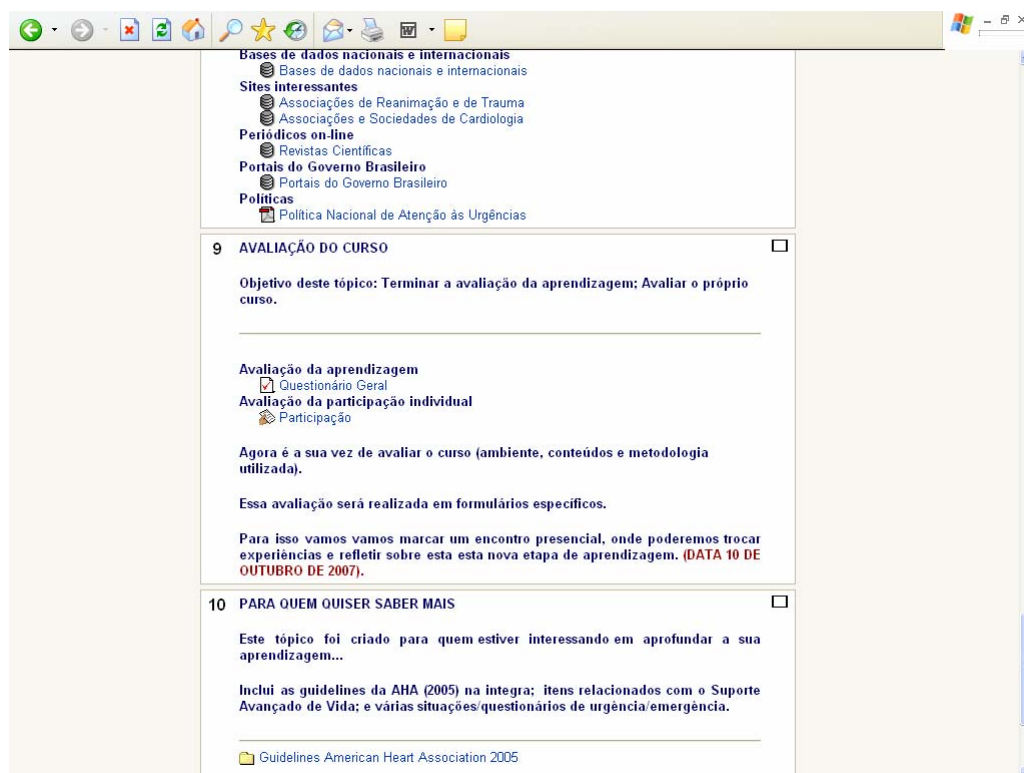 Bases de dados nacionais e internacionais
Bases de dados nacionais e internacionais
Sites interessantes
Associações de Reanimação e de Trauma
Associações e Sociedades de Cardiologia
Periódicos on-line
Revistas Científicas
Portais do Governo Brasileiro
Portais do Governo Brasileiro
Políticas
Política Nacional de Atenção às Urgências
9 AVALIAÇÃO DO CURSO
Objetivo deste tópico: Terminar a avaliação da aprendizagem; Avaliar o próprio
curso.
Avaliação da aprendizagem
Questionário Geral
Avaliação da participação individual
Participação
Agora é a sua vez de avaliar o curso (ambiente, conteúdos e metodologia
utilizada).
Essa avaliação será realizada em formulários específicos.
Para isso vamos vamos marcar um encontro presencial, onde poderemos trocar
experiências e refletir sobre esta esta nova etapa de aprendizagem. (DATA 10 DE
OUTUBRO DE 2007).
10 PARA QUEM QUISER SABER MAIS
Este tópico foi criado para quem estiver interessando em aprofundar a sua
aprendizagem...
Inclui as guidelines da AHA (2005) na integra; itens relacionados com o Suporte
Avançado de Vida; e várias situações/questionários de urgência/emergência.
Guidelines American Heart Association 2005